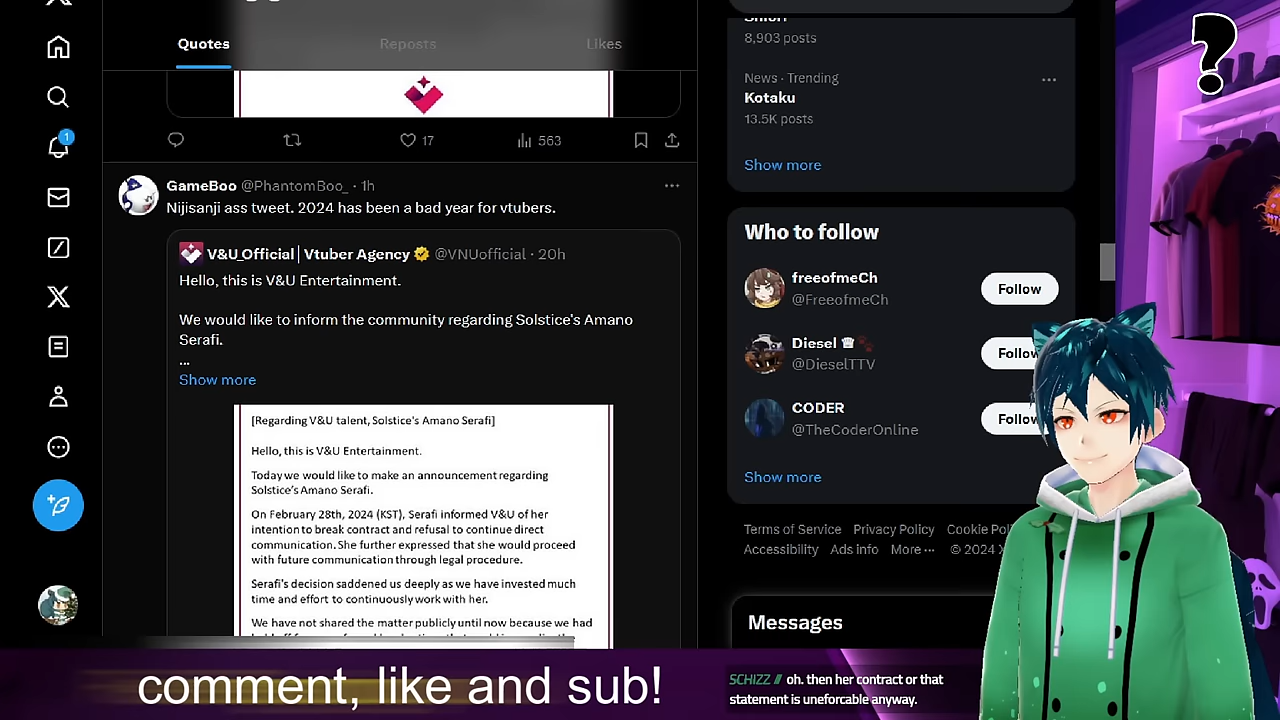 Quotes
Reposts
Likes
8,903 posts
News · Trending
Kotaku
13.5K posts
Show more
17
563
1
GameBoo @PhantomBoo_ · 1h
Nijisanji ass tweet. 2024 has been a bad year for vtubers.
V&U_Official | Vtuber Agency @VNUofficial · 20h
Hello, this is V&U Entertainment.
We would like to inform the community regarding Solstice's Amano
Serafi.
...
Show more
[Regarding V&U talent, Solstice's Amano Serafi]
Hello, this is V&U Entertainment.
Today we would like to make an announcement regarding
Solstice's Amano Serafi.
On February 28th, 2024 (KST), Serafi informed V&U of her
intention to break contract and refusal to continue direct
communication. She further expressed that she would proceed
with future communication through legal procedure.
Serafi's decision saddened us deeply as we have invested much
time and effort to continuously work with her.
We have not shared the matter publicly until now because we had
Who to follow
freeofmeCh
@FreeofmeCh
Follow
Diesel
@DieselTTV
Follow
CODER
@TheCoderOnline
Follow
Show more
Terms of Service Privacy Policy Cookie Pol
Accessibility Ads info More ··· © 2024 X
Messages
?
comment, like and sub!
SCHIZZ // oh. then her contract or that
statement is uneforcable anyway.